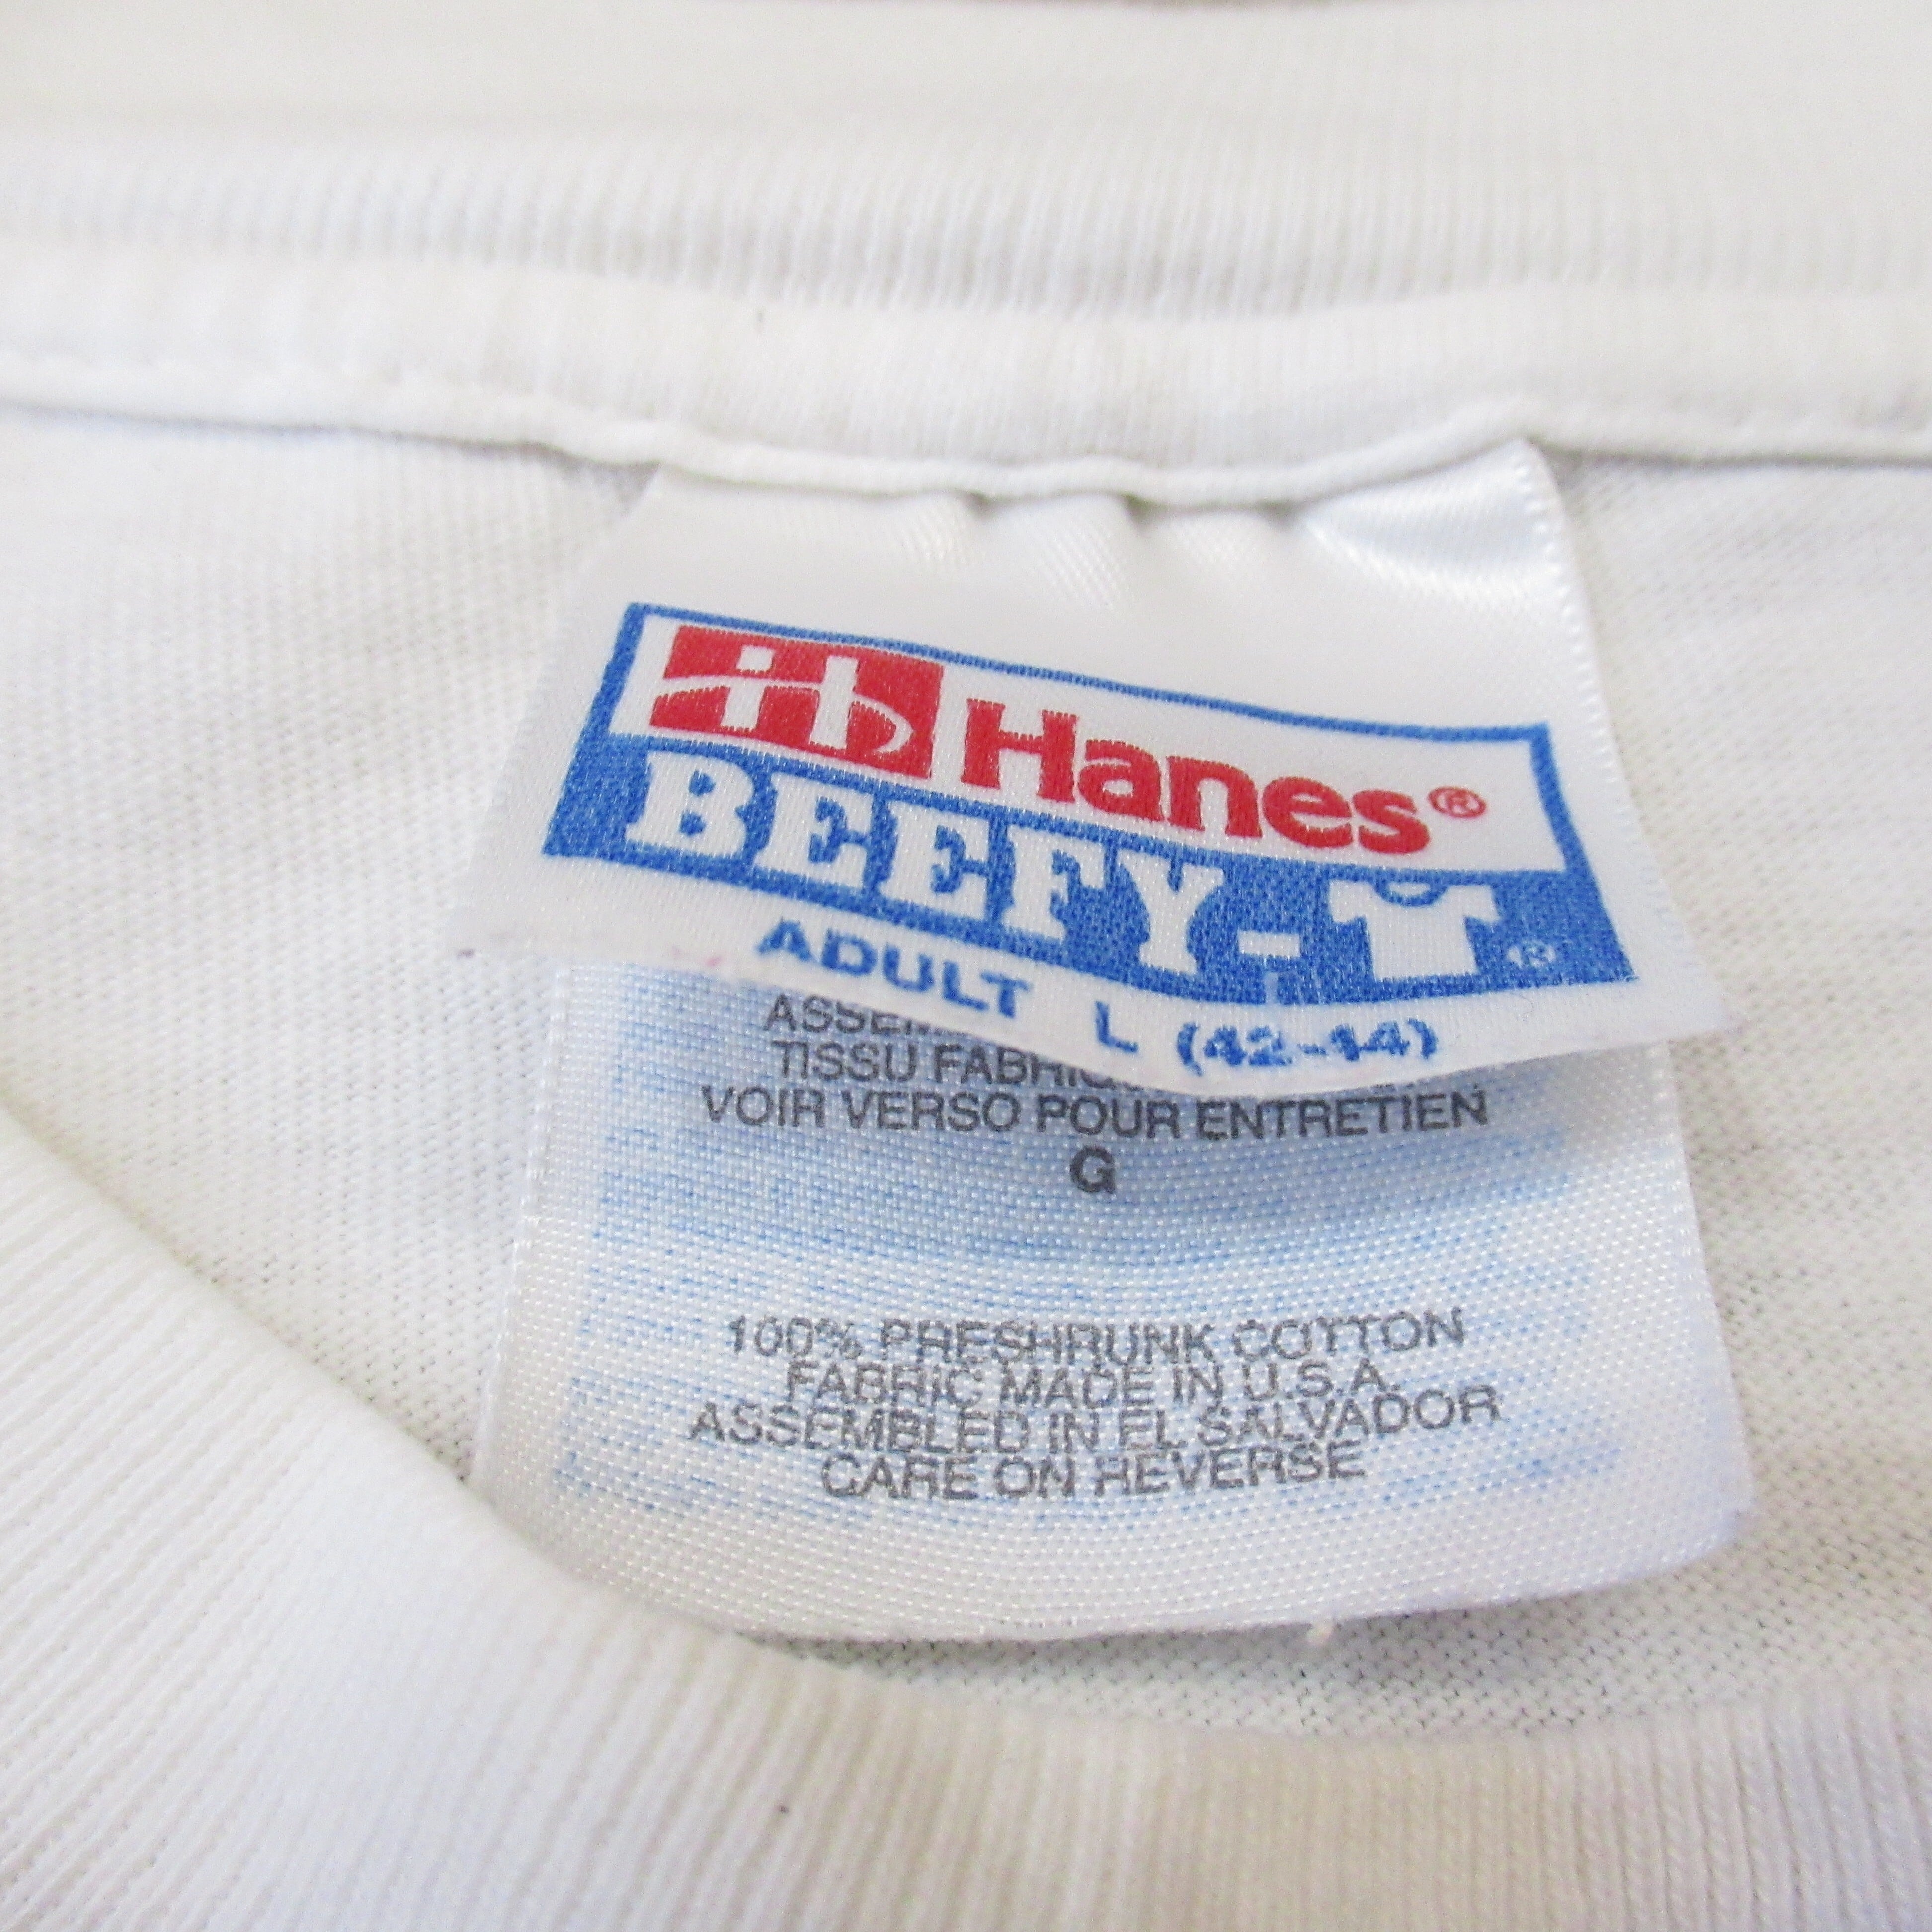 Hanes®
BEEFY-T®
ADULT L (42-44)
TISSU
VOIR VERSO POUR ENTRETIEN
G
100% PRESHRUNK COTTON
FABRIC MADE IN U.S.A.
ASSEMBLED IN EL SALVADOR
CARE ON REVERSE